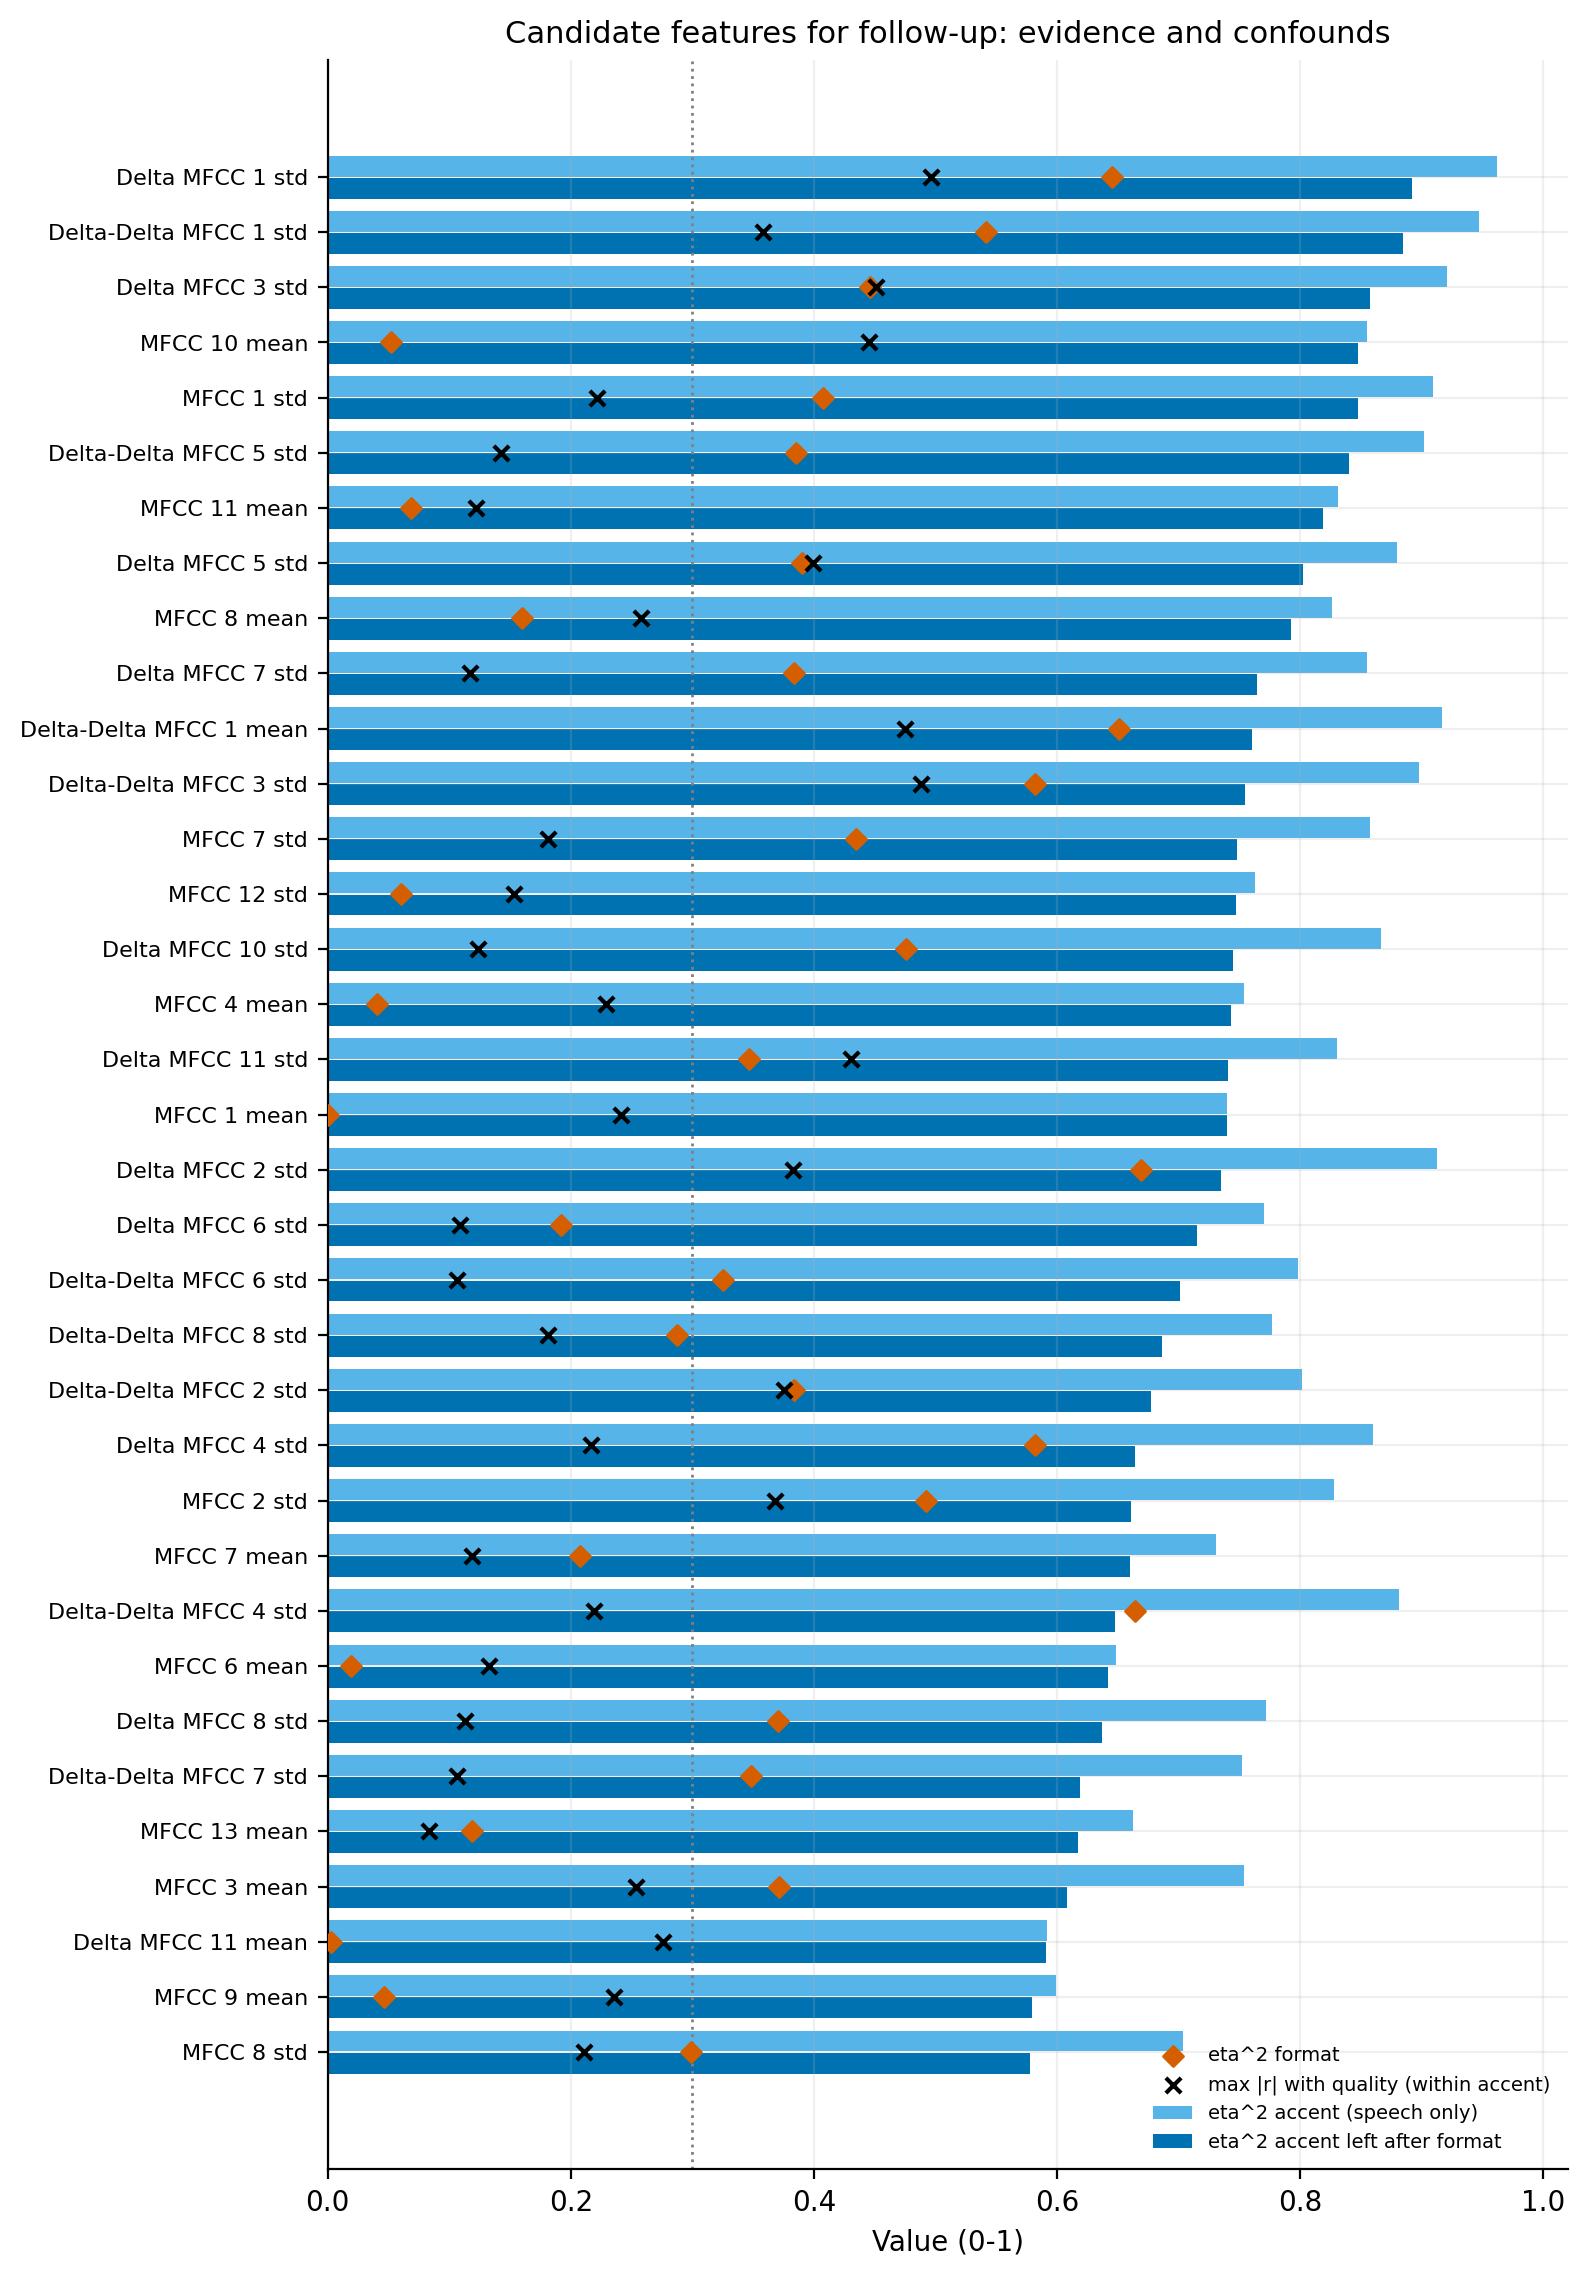 Candidate features for follow-up: evidence and confounds
Delta MFCC 1 std
Delta-Delta MFCC 1 std
Delta MFCC 3 std
MFCC 10 mean
MFCC 1 std
Delta-Delta MFCC 5 std
MFCC 11 mean
Delta MFCC 5 std
MFCC 8 mean
Delta MFCC 7 std
Delta-Delta MFCC 1 mean
Delta-Delta MFCC 3 std
MFCC 7 std
MFCC 12 std
Delta MFCC 10 std
MFCC 4 mean
Delta MFCC 11 std
MFCC 1 mean
Delta MFCC 2 std
Delta MFCC 6 std
Delta-Delta MFCC 6 std
Delta-Delta MFCC 8 std
Delta-Delta MFCC 2 std
Delta MFCC 4 std
MFCC 2 std
MFCC 7 mean
Delta-Delta MFCC 4 std
MFCC 6 mean
Delta MFCC 8 std
Delta-Delta MFCC 7 std
MFCC 13 mean
MFCC 3 mean
Delta MFCC 11 mean
MFCC 9 mean
MFCC 8 std
eta^2 format
max |r| with quality (within accent)
eta^2 accent (speech only)
eta^2 accent left after format
0.0 0.2 0.4 0.6 0.8 1.0
Value (0-1)